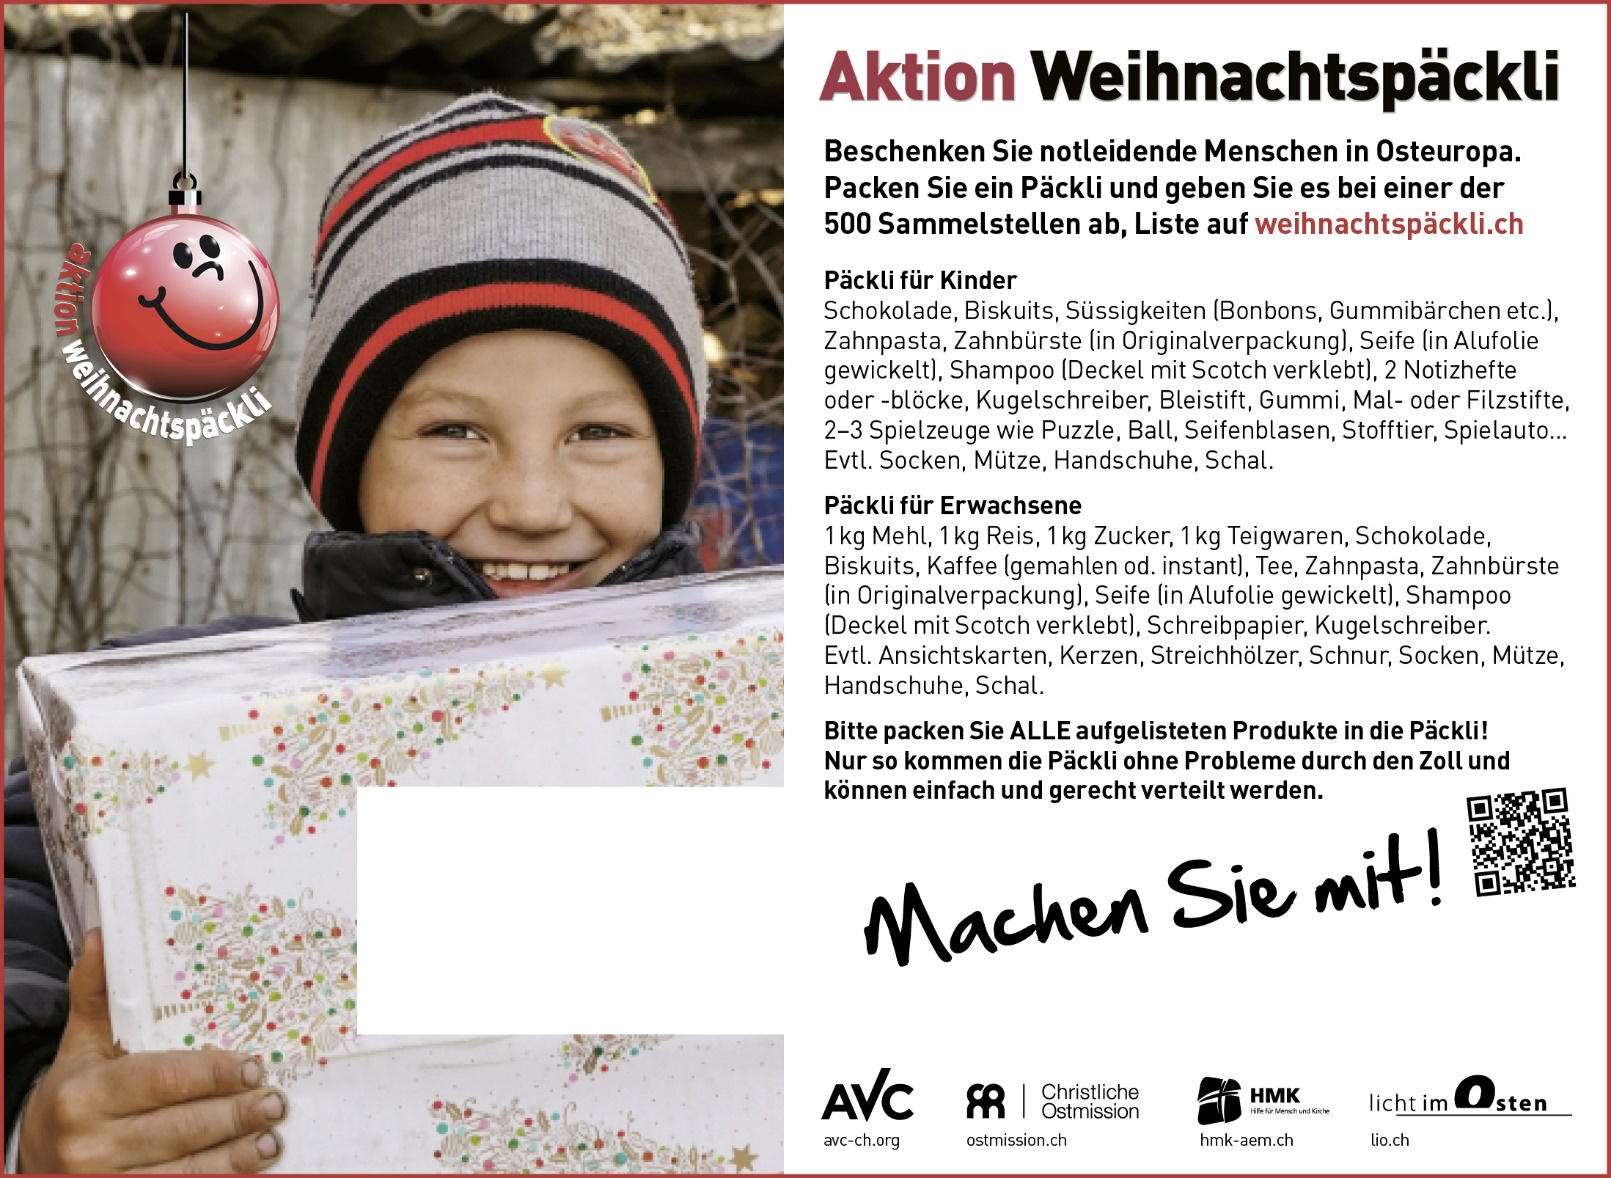 aktion weihnachtspäckli
Aktion Weihnachtspäckli
Beschenken Sie notleidende Menschen in Osteuropa.
Packen Sie ein Päckli und geben Sie es bei einer der
500 Sammelstellen ab, Liste auf weihnachtspäckli.ch
Päckli für Kinder
Schokolade, Biskuits, Süssigkeiten (Bonbons, Gummibärchen etc.),
Zahnpasta, Zahnbürste (in Originalverpackung), Seife (in Alufolie
gewickelt), Shampoo (Deckel mit Scotch verklebt), 2 Notizhefte
oder -blöcke, Kugelschreiber, Bleistift, Gummi, Mal- oder Filzstifte,
2–3 Spielzeuge wie Puzzle, Ball, Seifenblasen, Stofftier, Spielauto...
Evtl. Socken, Mütze, Handschuhe, Schal.
Päckli für Erwachsene
1 kg Mehl, 1 kg Reis, 1 kg Zucker, 1 kg Teigwaren, Schokolade,
Biskuits, Kaffee (gemahlen od. instant), Tee, Zahnpasta, Zahnbürste
(in Originalverpackung), Seife (in Alufolie gewickelt), Shampoo
(Deckel mit Scotch verklebt), Schreibpapier, Kugelschreiber.
Evtl. Ansichtskarten, Kerzen, Streichhölzer, Schnur, Socken, Mütze,
Handschuhe, Schal.
Bitte packen Sie ALLE aufgelisteten Produkte in die Päckli!
Nur so kommen die Päckli ohne Probleme durch den Zoll und
können einfach und gerecht verteilt werden.
Machen Sie mit!
AVC
avc-ch.org
Christliche
Ostmission
ostmission.ch
HMK
Hilfe für Mensch und Kirche
hmk-aem.ch
licht im Osten
lio.ch